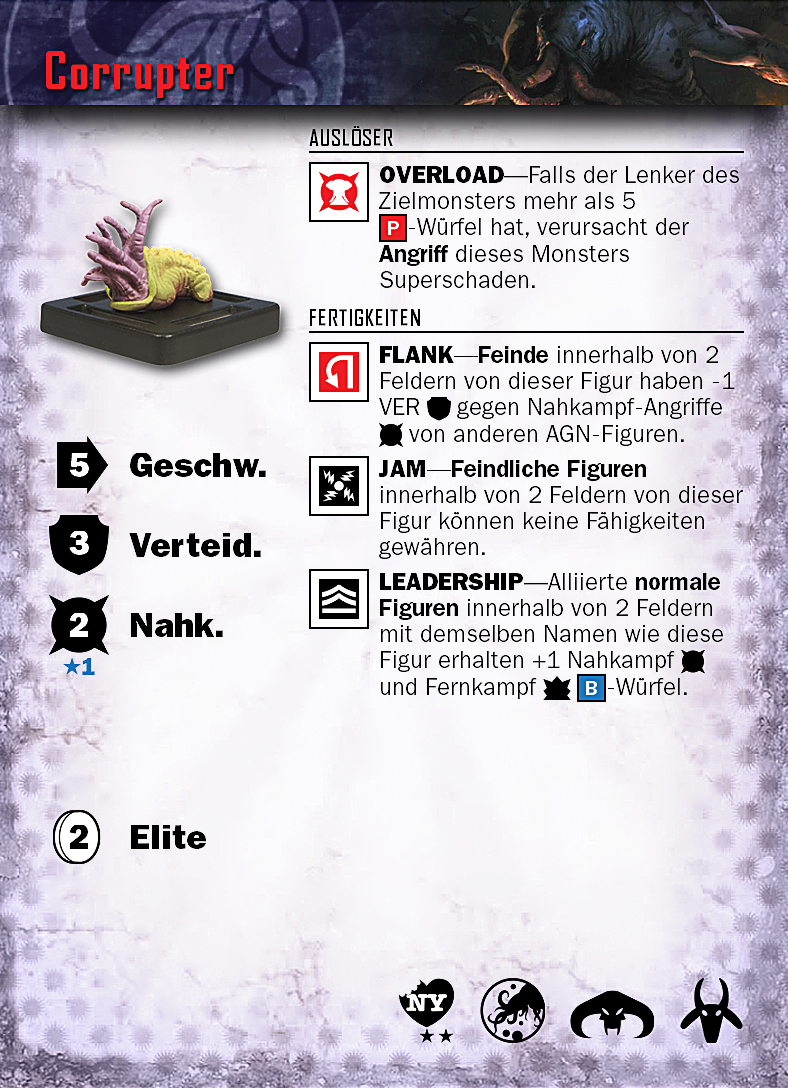 Corrupter
AUSLÖSER
OVERLOAD—Falls der Lenker des
Zielmonsters mehr als 5
P-Würfel hat, verursacht der
Angriff dieses Monsters
Superschaden.
FERTIGKEITEN
FLANK—Feinde innerhalb von 2
Feldern von dieser Figur haben -1
VER gegen Nahkampf-Angriffe
von anderen AGN-Figuren.
JAM—Feindliche Figuren
innerhalb von 2 Feldern von dieser
Figur können keine Fähigkeiten
gewähren.
LEADERSHIP—Alliierte normale
Figuren innerhalb von 2 Feldern
mit demselben Namen wie diese
Figur erhalten +1 Nahkampf
und Fernkampf B-Würfel.
5 Geschw.
3 Verteid.
2 Nahk.
★1
2 Elite
NY
★★